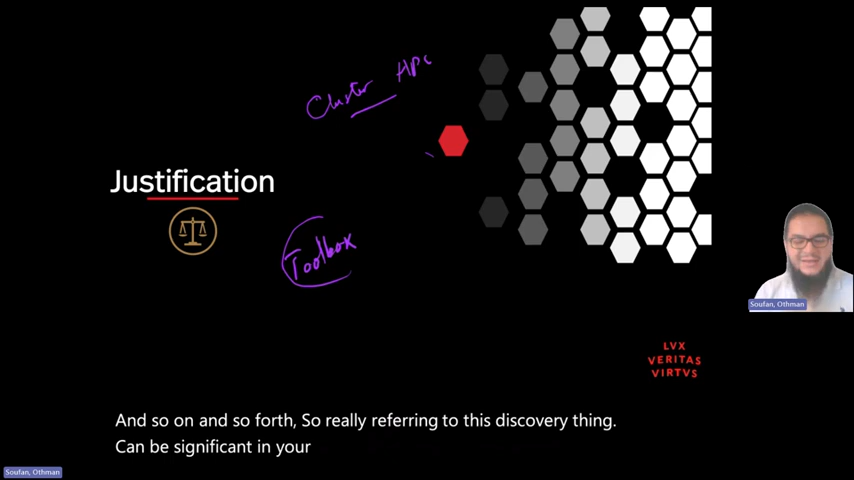 Cluster HPC
Justification
Toolbox
Soufan, Othman
LVX
VERITAS
VIRTVS
And so on and so forth, So really referring to this discovery thing.
Can be significant in your
Soufan, Othman